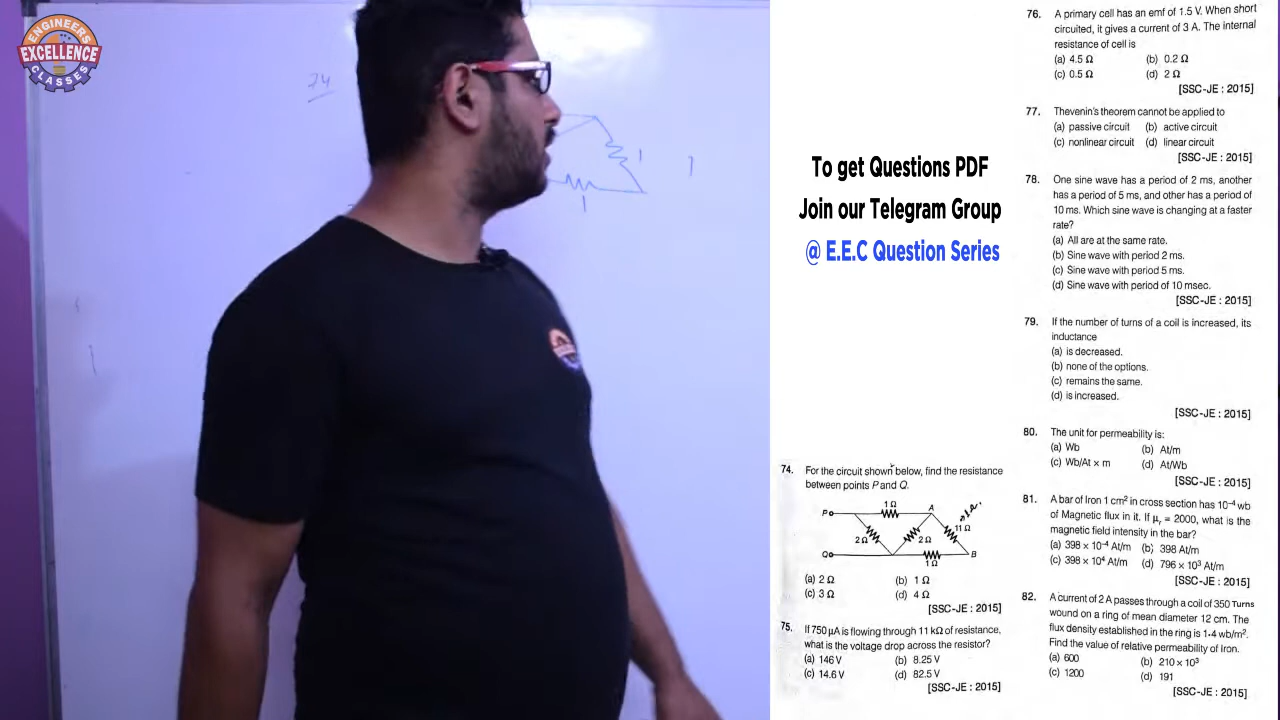 ENGINEERS
EXCELLENCE
CLASSES
24
1
1
1
To get Questions PDF
Join our Telegram Group
@ E.E.C Question Series
74. For the circuit shown below, find the resistance
between points P and Q.
1 Ω
A
P
2 Ω
2 Ω
11 Ω
Q
1 Ω
B
(a) 2 Ω (b) 1 Ω
(c) 3 Ω (d) 4 Ω
[SSC-JE : 2015]
75. If 750 μA is flowing through 11 kΩ of resistance,
what is the voltage drop across the resistor?
(a) 146 V (b) 8.25 V
(c) 14.6 V (d) 82.5 V
[SSC-JE : 2015]
76. A primary cell has an emf of 1.5 V. When short
circuited, it gives a current of 3 A. The internal
resistance of cell is
(a) 4.5 Ω (b) 0.2 Ω
(c) 0.5 Ω (d) 2 Ω
[SSC-JE : 2015]
77. Thevenin's theorem cannot be applied to
(a) passive circuit (b) active circuit
(c) nonlinear circuit (d) linear circuit
[SSC-JE : 2015]
78. One sine wave has a period of 2 ms, another
has a period of 5 ms, and other has a period of
10 ms. Which sine wave is changing at a faster
rate?
(a) All are at the same rate.
(b) Sine wave with period 2 ms.
(c) Sine wave with period 5 ms.
(d) Sine wave with period of 10 msec.
[SSC-JE : 2015]
79. If the number of turns of a coil is increased, its
inductance
(a) is decreased.
(b) none of the options.
(c) remains the same.
(d) is increased.
[SSC-JE : 2015]
80. The unit for permeability is:
(a) Wb (b) At/m
(c) Wb/At × m (d) At/Wb
[SSC-JE : 2015]
81. A bar of Iron 1 cm² in cross section has 10⁻⁴ wb
of Magnetic flux in it. If μᵣ = 2000, what is the
magnetic field intensity in the bar?
(a) 398 × 10⁻⁴ At/m (b) 398 At/m
(c) 398 × 10⁴ At/m (d) 796 × 10³ At/m
[SSC-JE : 2015]
82. A current of 2 A passes through a coil of 350 Turns
wound on a ring of mean diameter 12 cm. The
flux density established in the ring is 1·4 wb/m².
Find the value of relative permeability of Iron.
(a) 600 (b) 210 × 10³
(c) 1200 (d) 191
[SSC-JE : 2015]